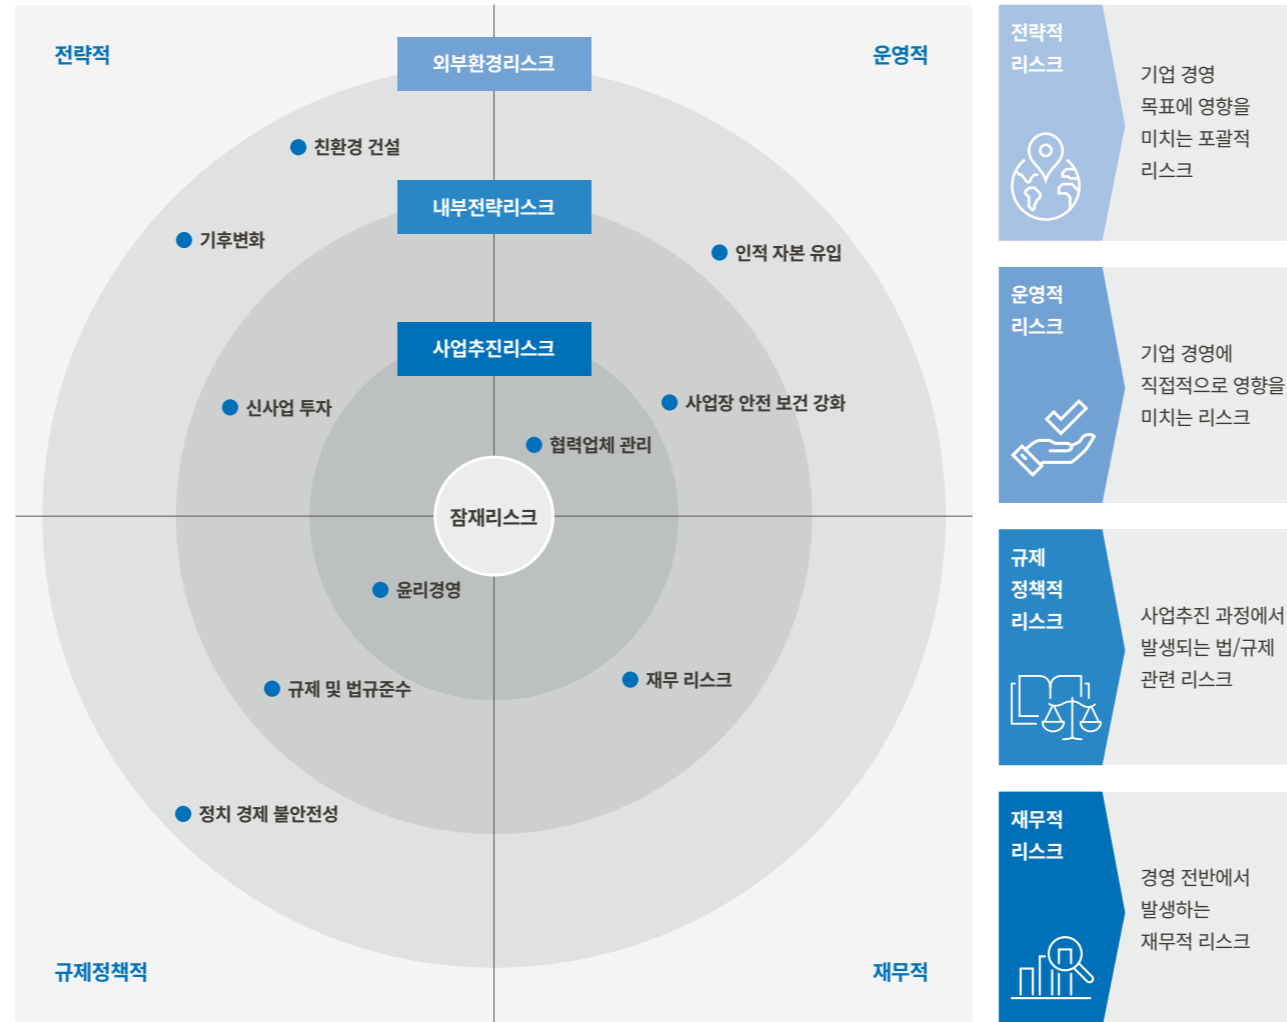 전략적
운영적
외부환경리스크
친환경 건설
내부전략리스크
기후변화
인적 자본 유입
사업추진리스크
신사업 투자
사업장 안전 보건 강화
협력업체 관리
잠재리스크
윤리경영
규제 및 법규준수
재무 리스크
정치 경제 불안전성
규제정책적
재무적
전략적
리스크
기업 경영
목표에 영향을
미치는 포괄적
리스크
운영적
리스크
기업 경영에
직접적으로 영향을
미치는 리스크
규제
정책적
리스크
사업추진 과정에서
발생되는 법/규제
관련 리스크
재무적
리스크
경영 전반에서
발생하는
재무적 리스크